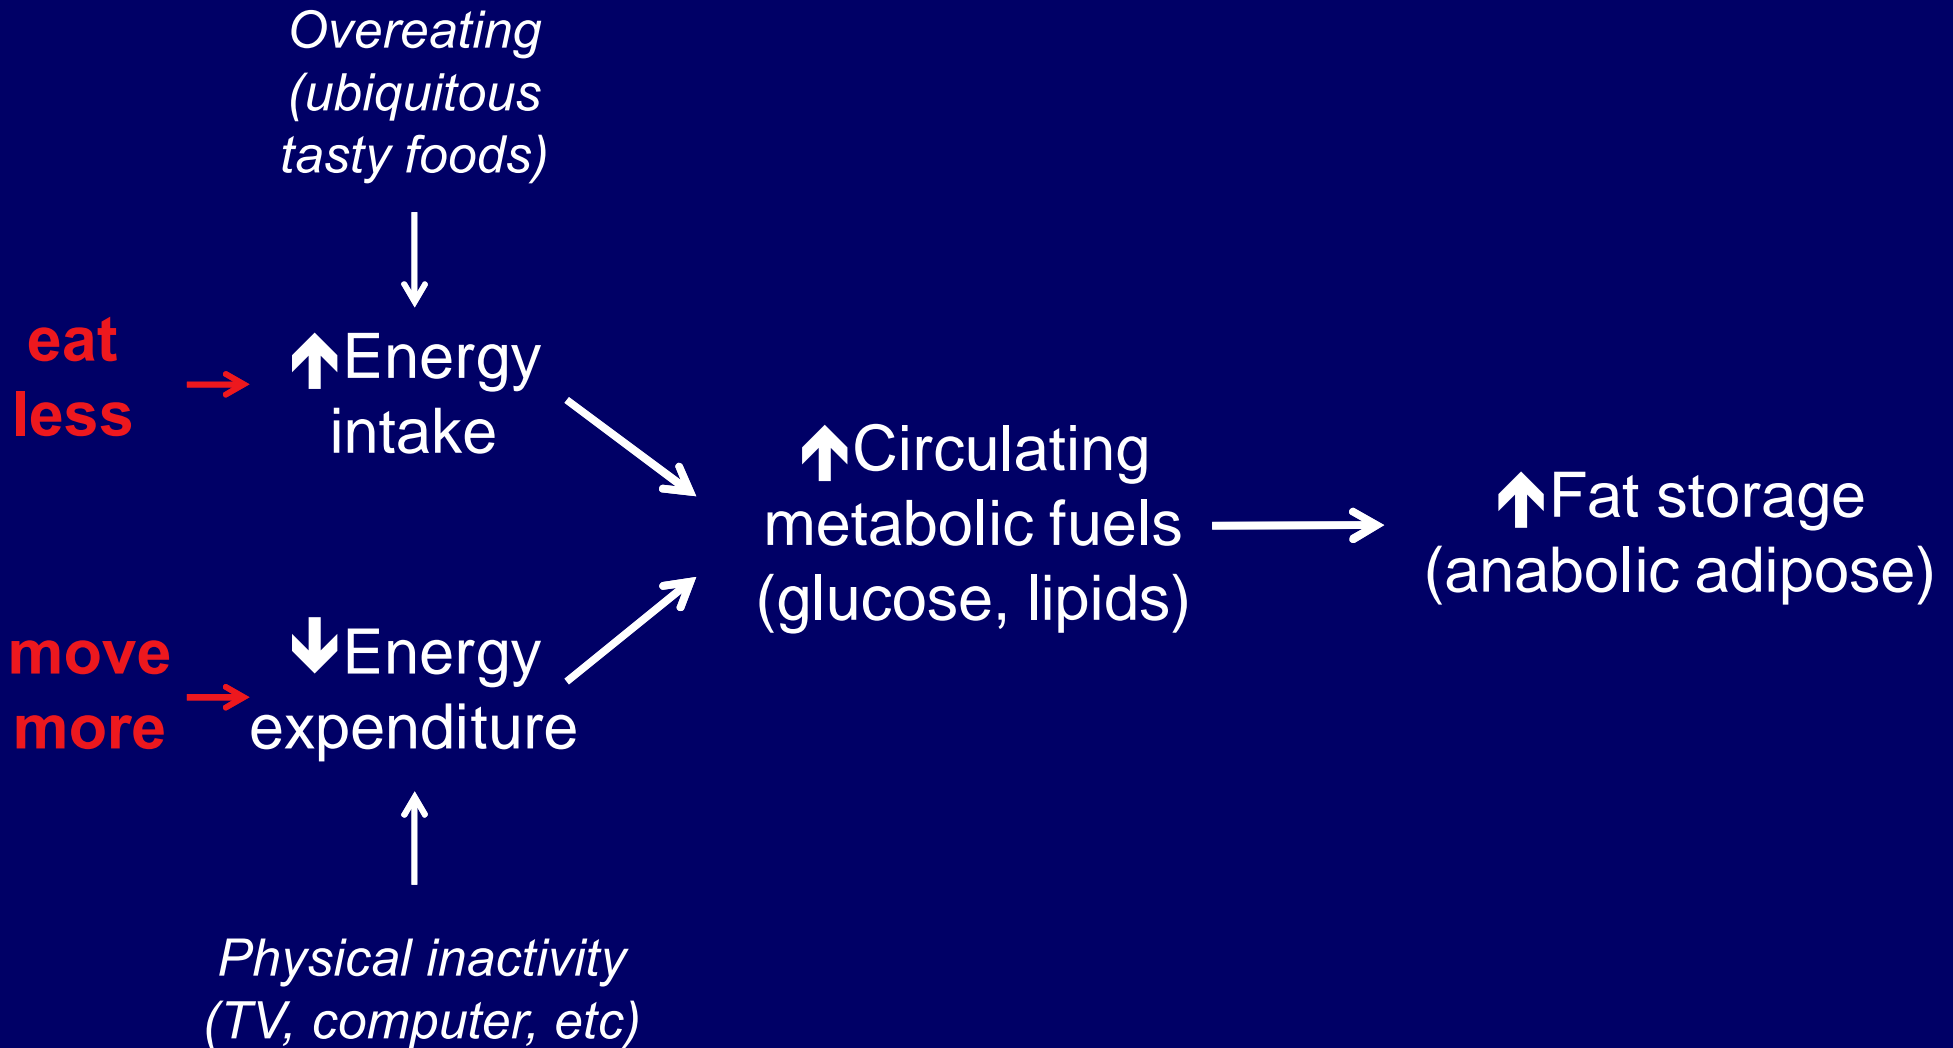 Overeating
(ubiquitous
tasty foods)
eat
less
↑Energy
intake
↑Circulating
metabolic fuels
(glucose, lipids)
↑Fat storage
(anabolic adipose)
move
more
↓Energy
expenditure
Physical inactivity
(TV, computer, etc)